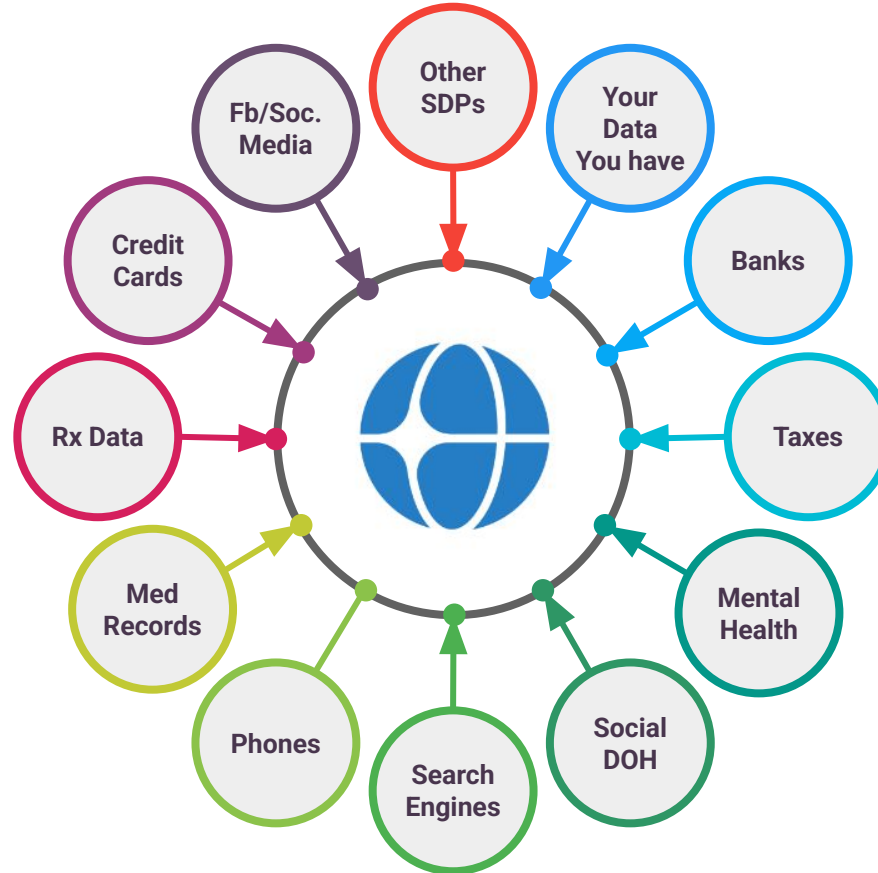 Other
SDPs
Your
Data
You have
Banks
Taxes
Mental
Health
Social
DOH
Search
Engines
Phones
Med
Records
Rx Data
Credit
Cards
Fb/Soc.
Media